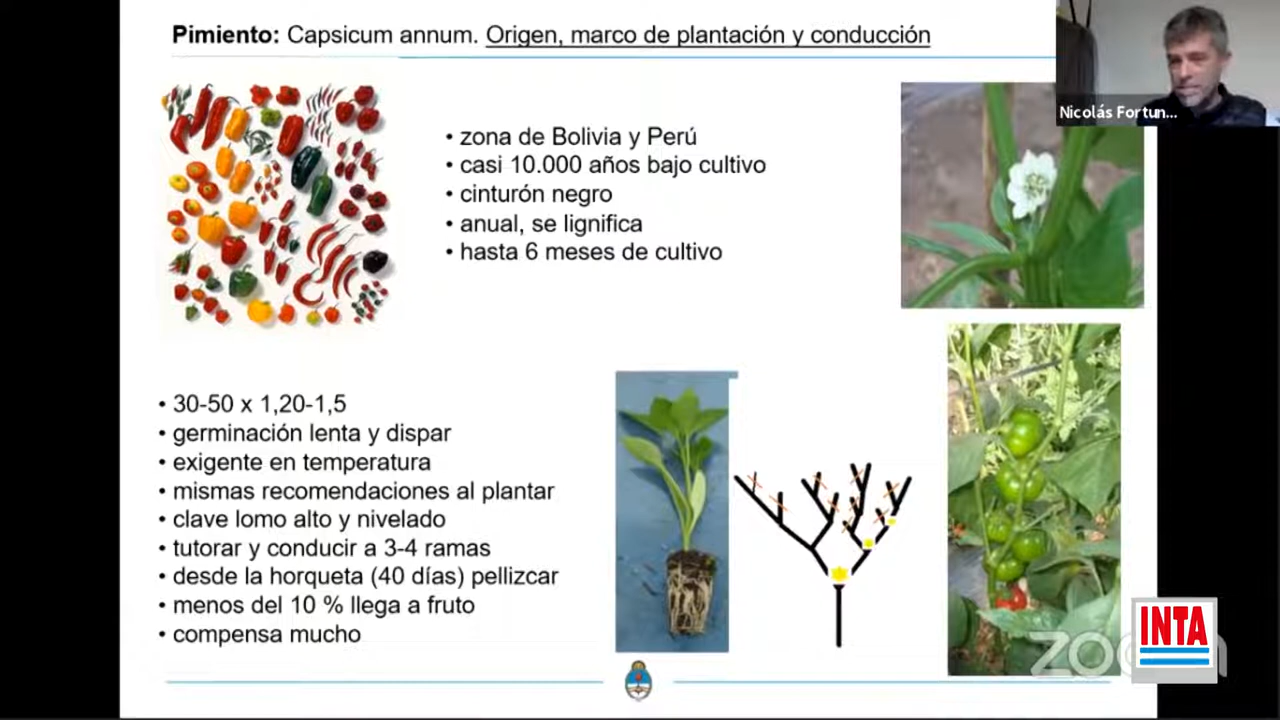 Pimiento: Capsicum annum. Origen, marco de plantación y conducción
Nicolás Fortun...
• zona de Bolivia y Perú
• casi 10.000 años bajo cultivo
• cinturón negro
• anual, se lignifica
• hasta 6 meses de cultivo
• 30-50 x 1,20-1,5
• germinación lenta y dispar
• exigente en temperatura
• mismas recomendaciones al plantar
• clave lomo alto y nivelado
• tutorar y conducir a 3-4 ramas
• desde la horqueta (40 días) pellizcar
• menos del 10 % llega a fruto
• compensa mucho
INTA
zoom